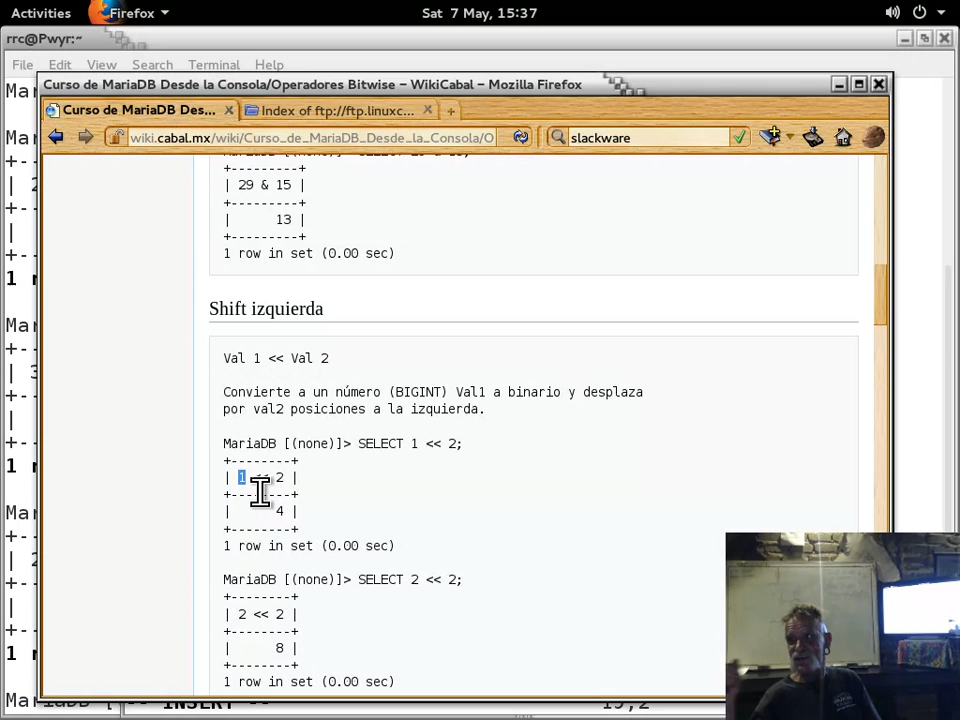 Activities Firefox Sat 7 May, 15:37
rrc@Pwyr:~
File Edit View Search Terminal Help
Curso de MariaDB Desde la Consola/Operadores Bitwise – WikiCabal – Mozilla Firefox
Curso de MariaDB Des... Index of ftp://ftp.linuxc...
wiki.cabal.mx/wiki/Curso_de_MariaDB_Desde_la_Consola/O slackware
+---------+
| 29 & 15 |
+---------+
| 13 |
+---------+
1 row in set (0.00 sec)
Shift izquierda
Val 1 << Val 2
Convierte a un número (BIGINT) Val1 a binario y desplaza
por val2 posiciones a la izquierda.
MariaDB [(none)]> SELECT 1 << 2;
+--------+
| 1 << 2 |
+--------+
| 4 |
+--------+
1 row in set (0.00 sec)
MariaDB [(none)]> SELECT 2 << 2;
+--------+
| 2 << 2 |
+--------+
| 8 |
+--------+
1 row in set (0.00 sec)